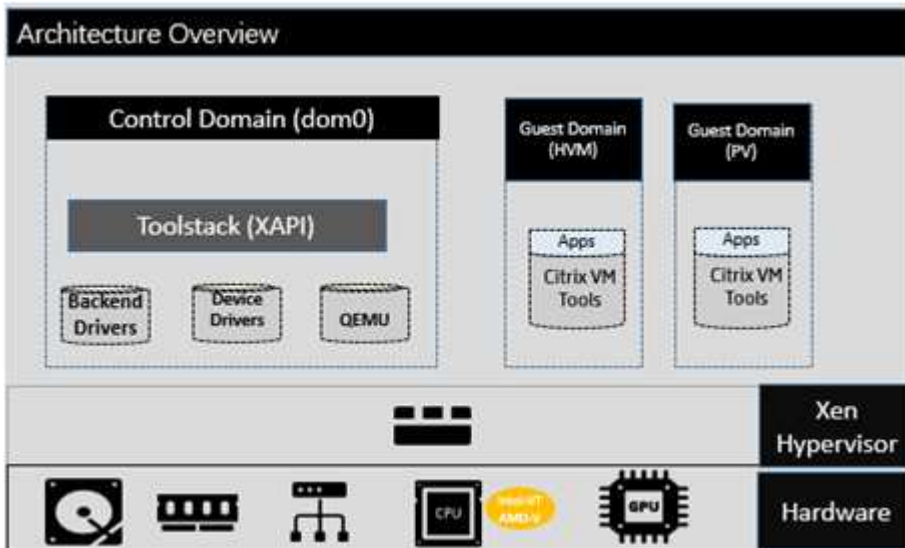 Architecture Overview
Control Domain (dom0)
Toolstack (XAPI)
Backend
Drivers
Device
Drivers
QEMU
Guest Domain
(HVM)
Apps
Citrix VM
Tools
Guest Domain
(PV)
Apps
Citrix VM
Tools
Xen
Hypervisor
CPU
Intel-VT
AMD-V
GPU
Hardware